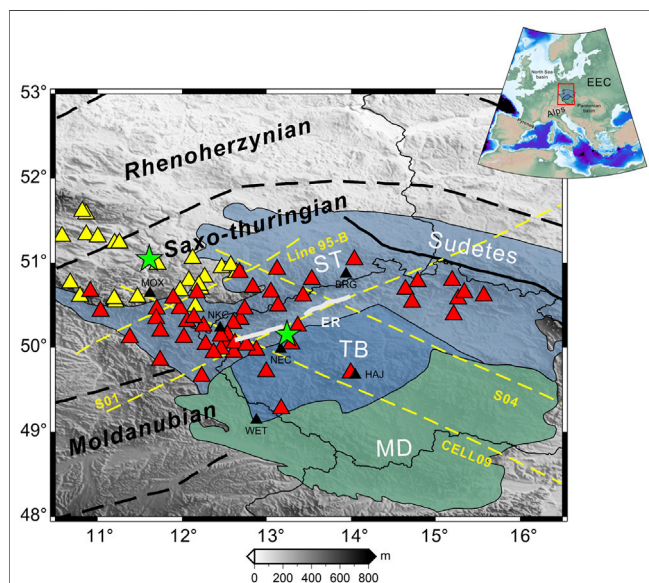 North Sea
basin
EEC
Pannonian
basin
Alps
53°
52°
51°
50°
49°
48°
Rhenoherzynian
Saxo-thuringian
Sudetes
Line 95-B
ST
MOX
BRG
NKC
ER
TB
NEC
HAJ
S01
S04
Moldanubian
WET
MD
CELL09
11°
12°
13°
14°
15°
16°
m
0
200
400
600
800